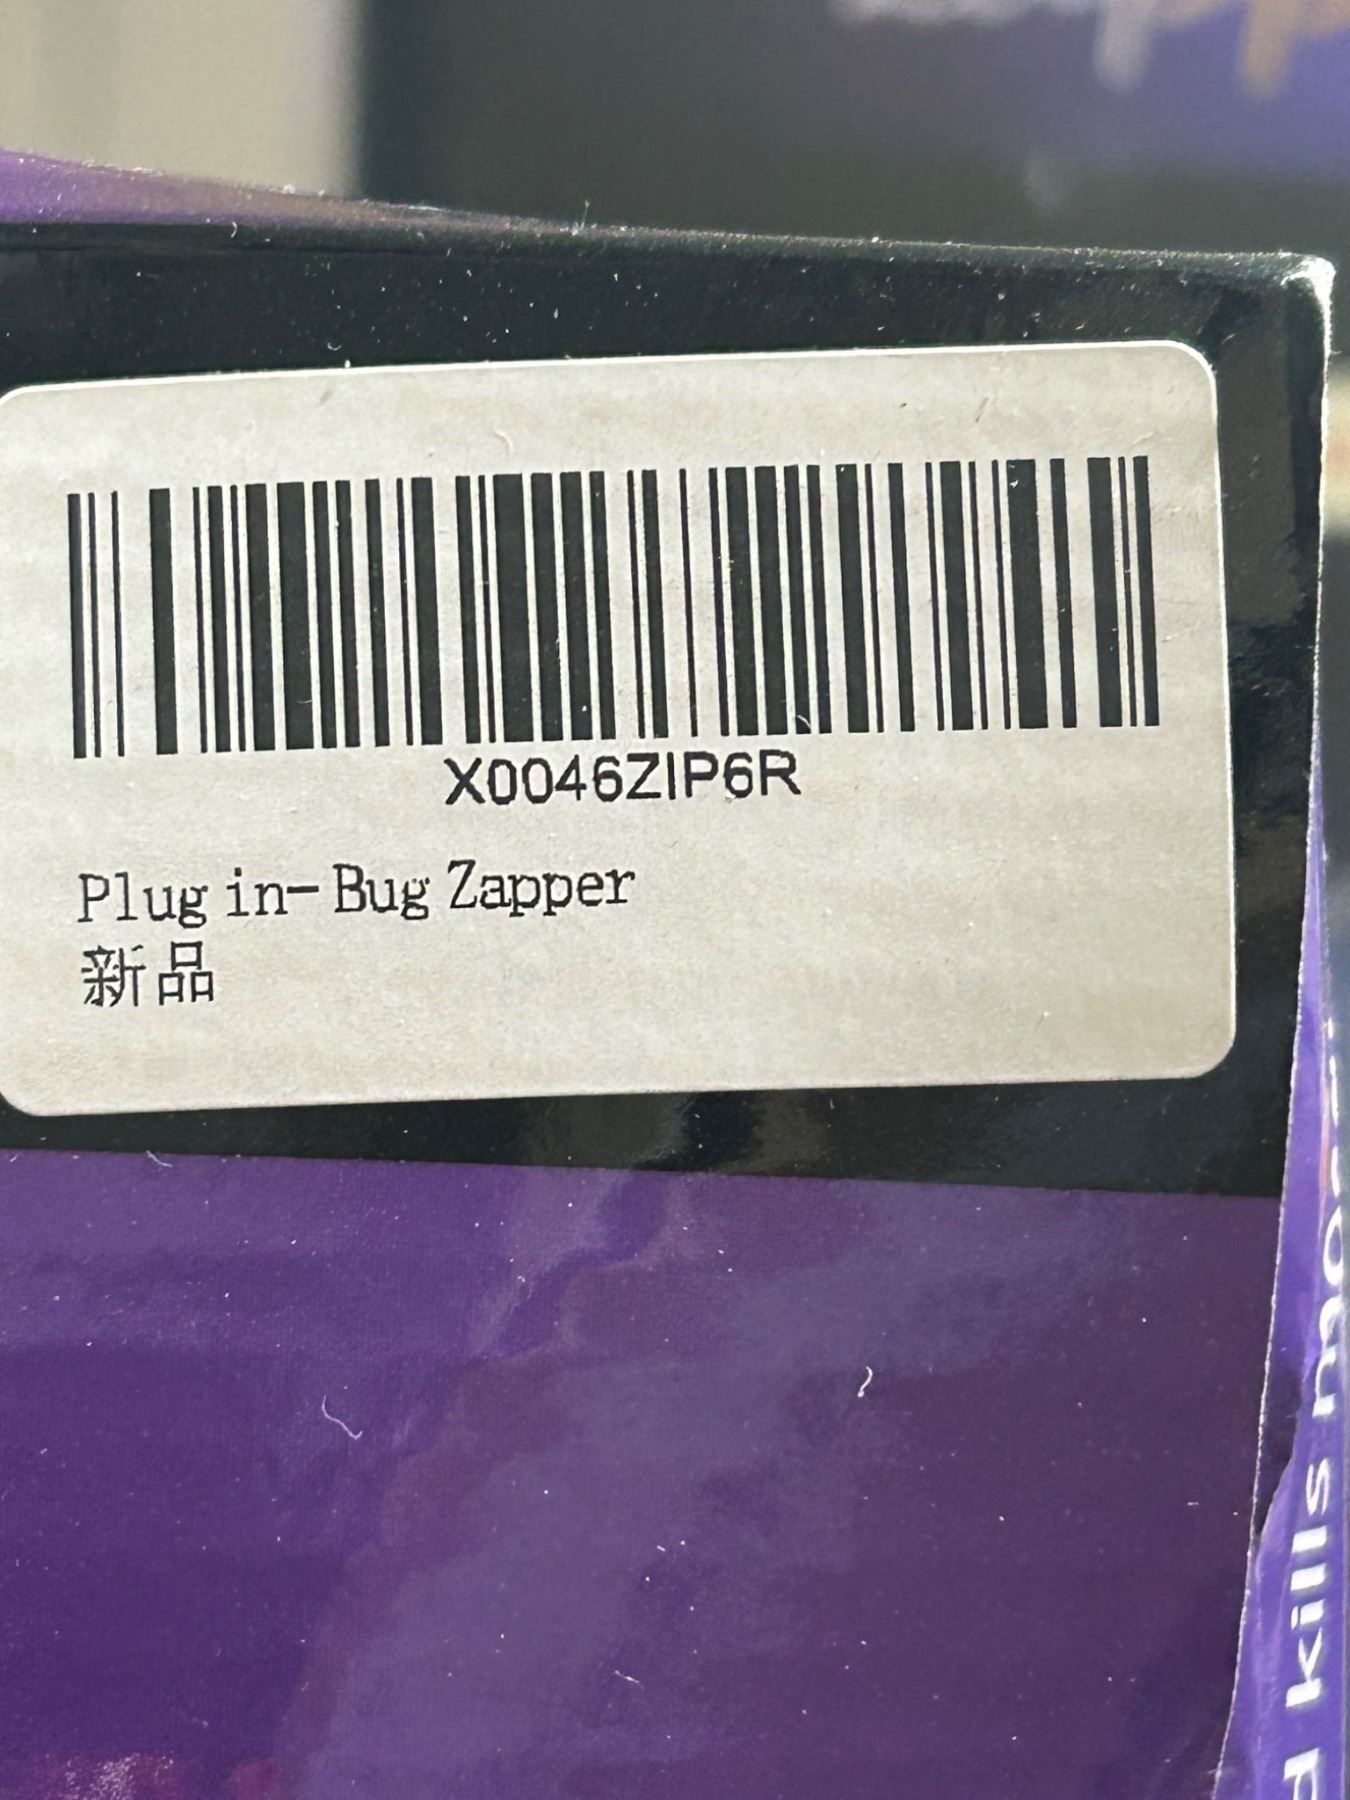 X0046ZIP6R
Plug in- Bug Zapper
新品
kills